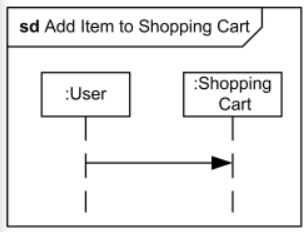 sd Add Item to Shopping Cart
:User
:Shopping
Cart